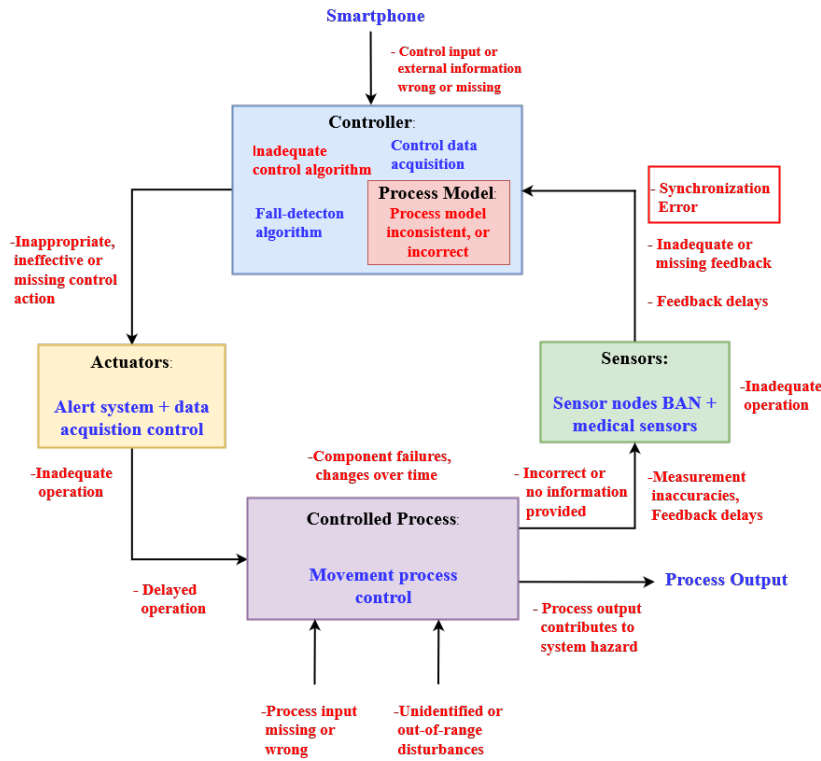 Smartphone
- Control input or
external information
wrong or missing
Controller:
Inadequate
control algorithm
Control data
acquisition
Fall-detecton
algorithm
Process Model:
Process model
inconsistent, or
incorrect
- Synchronization
Error
- Inadequate or
missing feedback
- Feedback delays
-Inappropriate,
ineffective or
missing control
action
Actuators:
Alert system + data
acquistion control
Sensors:
Sensor nodes BAN +
medical sensors
-Inadequate
operation
-Inadequate
operation
-Component failures,
changes over time
- Incorrect or
no information
provided
-Measurement
inaccuracies,
Feedback delays
Controlled Process:
Movement process
control
- Delayed
operation
Process Output
- Process output
contributes to
system hazard
-Process input
missing or
wrong
-Unidentified or
out-of-range
disturbances